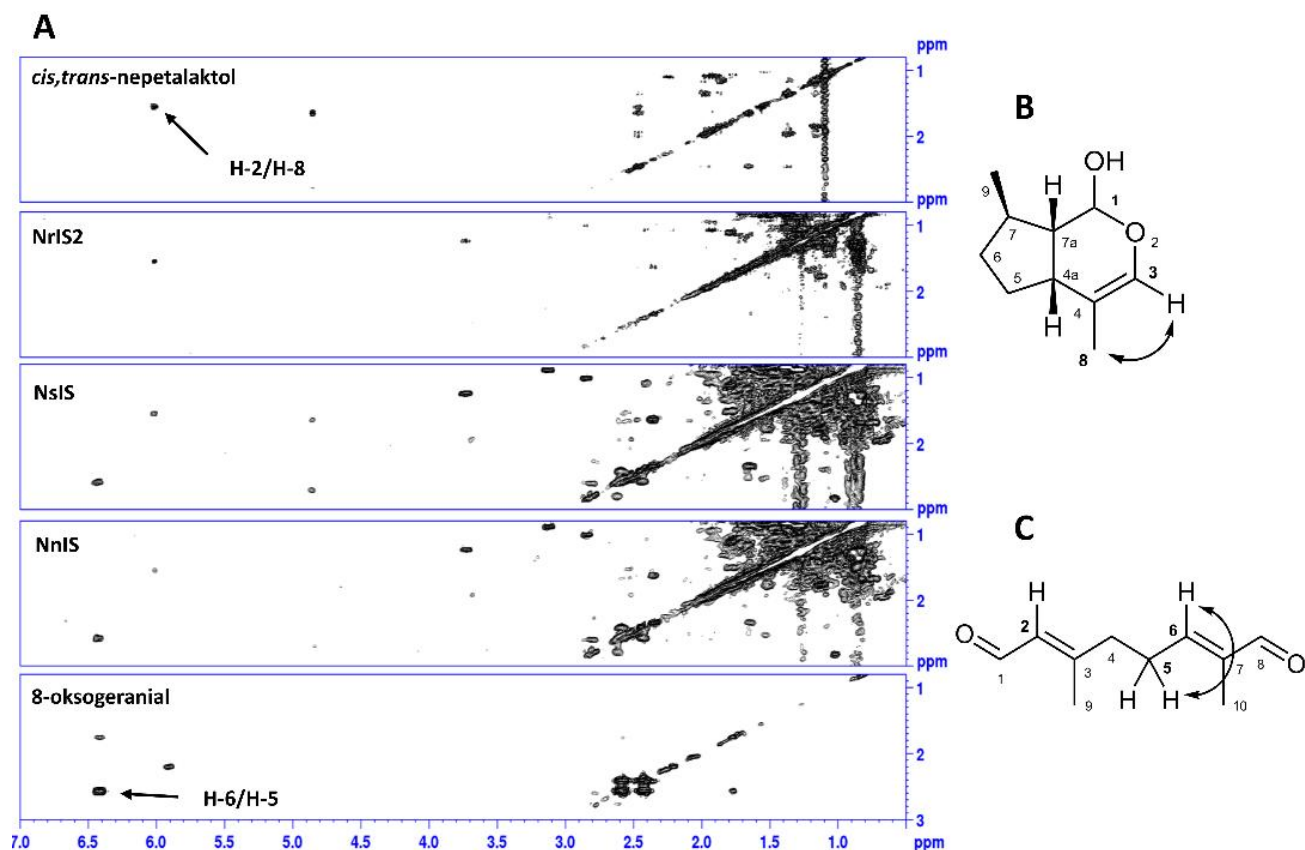 A
ppm
cis,trans-nepetalaktol
1
H-2/H-8
2
ppm
NrIS2
1
2
ppm
NsIS
1
2
ppm
NnIS
1
2
ppm
8-oksogeranial
1
2
H-6/H-5
3
7.0 6.0 5.5 5.0 4.5 4.0 3.5 3.0 2.5 2.0 1.5 1.0 ppm
B
OH
9 H 1
7 7a O 2
6
5 4a 3
4 H
H
8
C
H H
O 2 6 O
1 3 4 5 7 8
9 H H 10